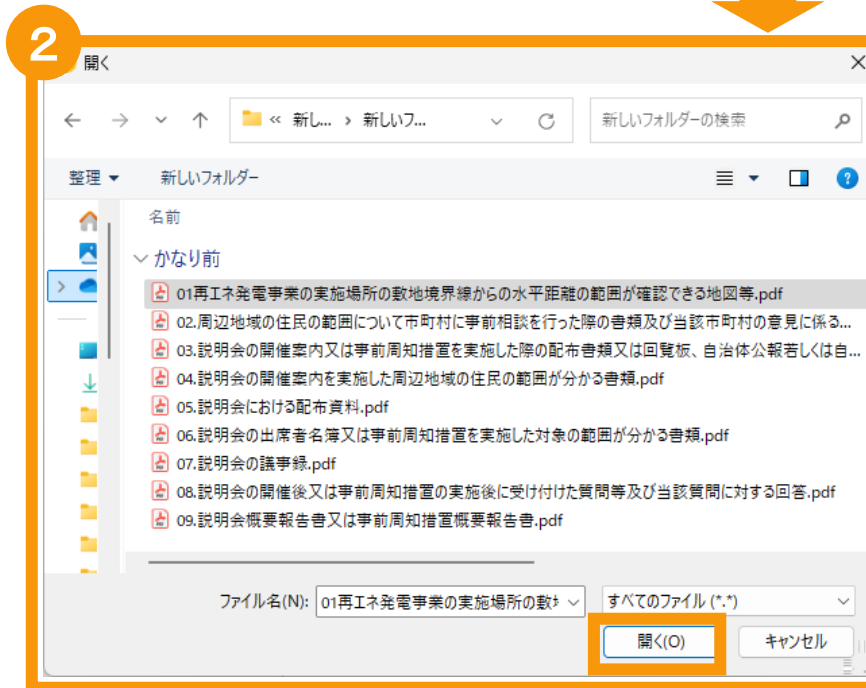 2
開く
« 新し... › 新しいフ...
新しいフォルダーの検索
整理
新しいフォルダー
?
名前
かなり前
01再エネ発電事業の実施場所の敷地境界線からの水平距離の範囲が確認できる地図等.pdf
02.周辺地域の住民の範囲について市町村に事前相談を行った際の書類及び当該市町村の意見に係る...
03.説明会の開催案内又は事前周知措置を実施した際の配布書類又は回覧板、自治体公報若しくは自...
04.説明会の開催案内を実施した周辺地域の住民の範囲が分かる書類.pdf
05.説明会における配布資料.pdf
06.説明会の出席者名簿又は事前周知措置を実施した対象の範囲が分かる書類.pdf
07.説明会の議事録.pdf
08.説明会の開催後又は事前周知措置の実施後に受け付けた質問等及び当該質問に対する回答.pdf
09.説明会概要報告書又は事前周知措置概要報告書.pdf
ファイル名(N): 01再エネ発電事業の実施場所の敷 すべてのファイル (*.*)
開く(O) キャンセル